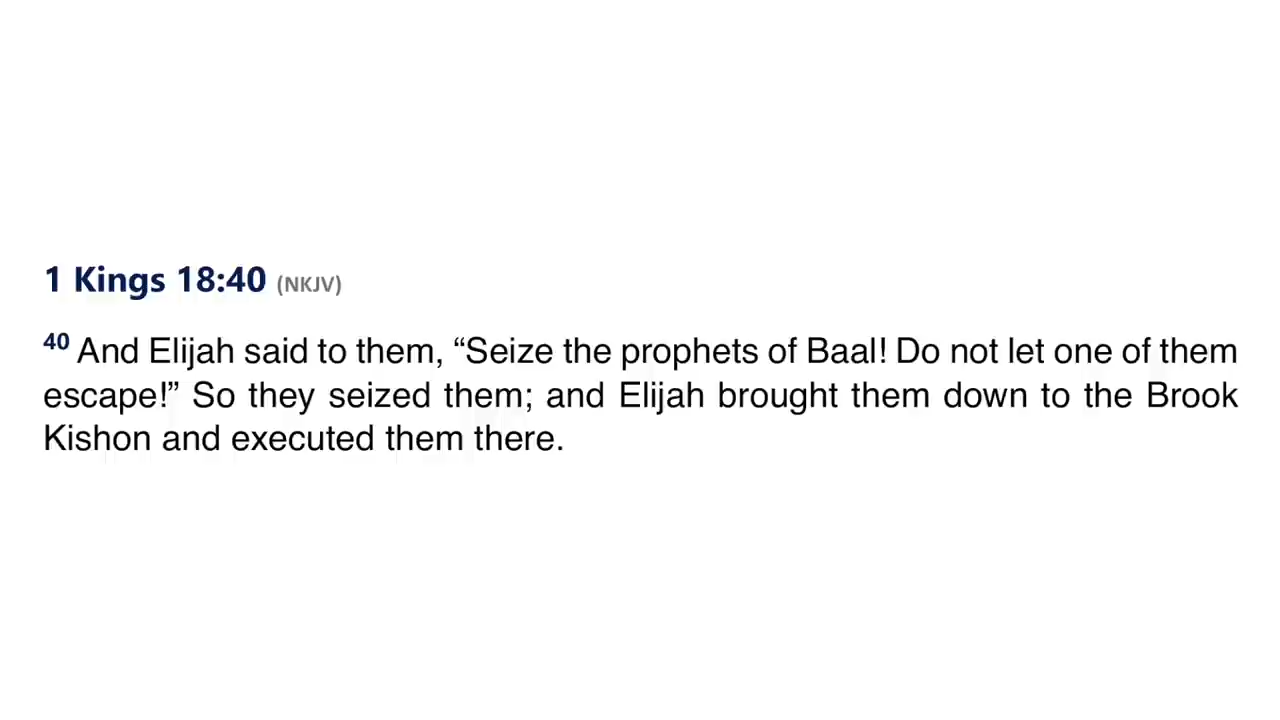 1 Kings 18:40 (NKJV)
40 And Elijah said to them, “Seize the prophets of Baal! Do not let one of them
escape!” So they seized them; and Elijah brought them down to the Brook
Kishon and executed them there.